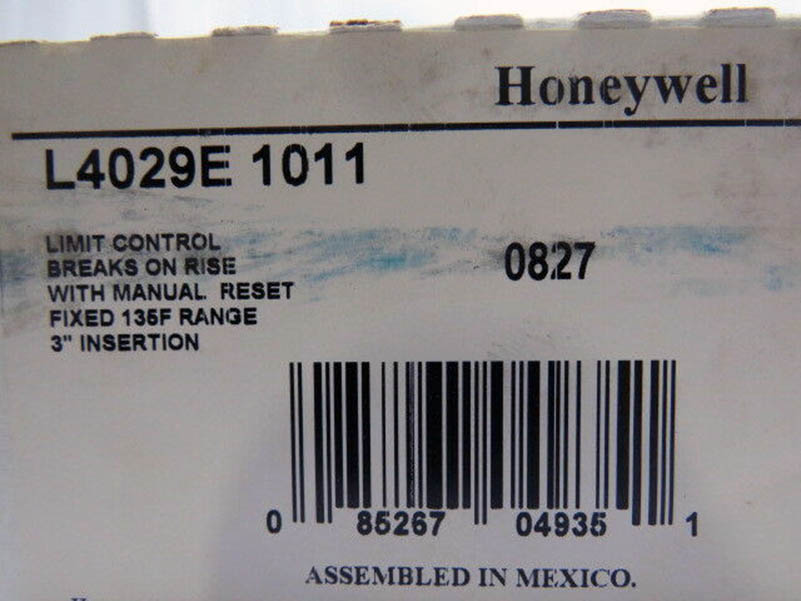 Honeywell
L4029E 1011
LIMIT CONTROL
BREAKS ON RISE
WITH MANUAL RESET
FIXED 135F RANGE
3" INSERTION
0827
0 85267 04935 1
ASSEMBLED IN MEXICO.